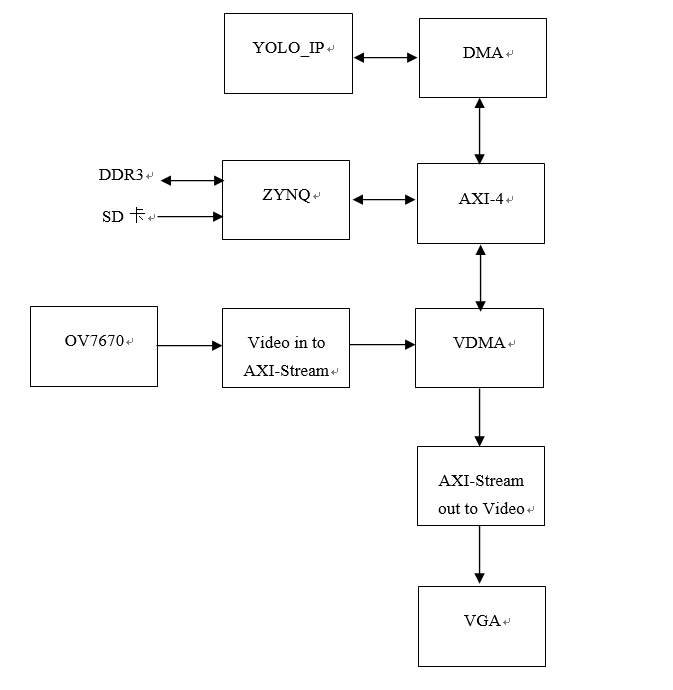 YOLO_IP
DMA
DDR3
SD 卡
ZYNQ
AXI-4
OV7670
Video in to
AXI-Stream
VDMA
AXI-Stream
out to Video
VGA